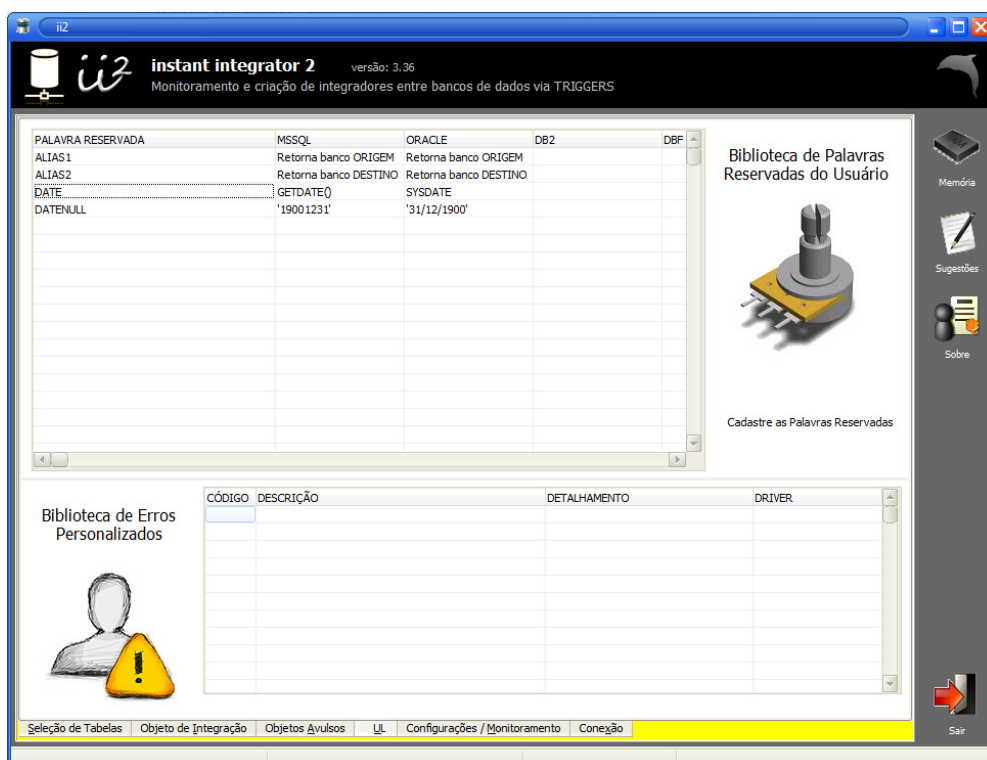 ii2
ii2 instant integrator 2 versão: 3.36
Monitoramento e criação de integradores entre bancos de dados via TRIGGERS
PALAVRA RESERVADA MSSQL ORACLE DB2 DBF
ALIAS1 Retorna banco ORIGEM Retorna banco ORIGEM
ALIAS2 Retorna banco DESTINO Retorna banco DESTINO
DATE GETDATE() SYSDATE
DATENULL '19001231' '31/12/1900'
Biblioteca de Palavras
Reservadas do Usuário
Cadastre as Palavras Reservadas
Memória
Sugestões
Sobre
Biblioteca de Erros
Personalizados
CÓDIGO DESCRIÇÃO DETALHAMENTO DRIVER
!
Seleção de Tabelas Objeto de Integração Objetos Avulsos UL Configurações / Monitoramento Conexão
Sair